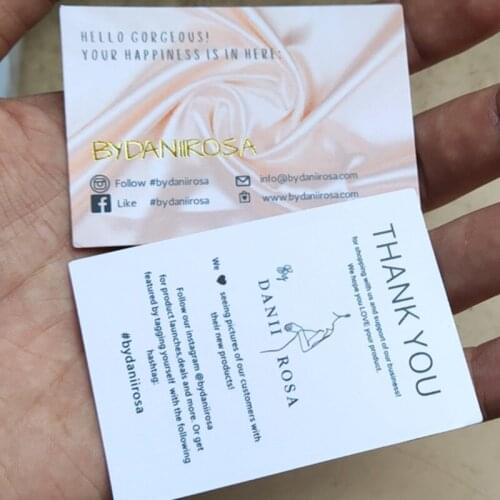 HELLO GORGEOUS!
YOUR HAPPINESS IS IN HERE:
BYDANIIROSA
Follow #bydaniirosa
Like #bydaniirosa
info@bydaniirosa.com
www.bydaniirosa.com
THANK YOU
for shopping with us and support of our business!
We hope you LOVE your product.
By
DANII ROSA
We ♥ seeing pictures of our customers with
their new products!
Follow our instagram @bydaniirosa
for product launches,deals and more. Or get
featured by tagging yourself with the following
hashtag:
#bydaniirosa